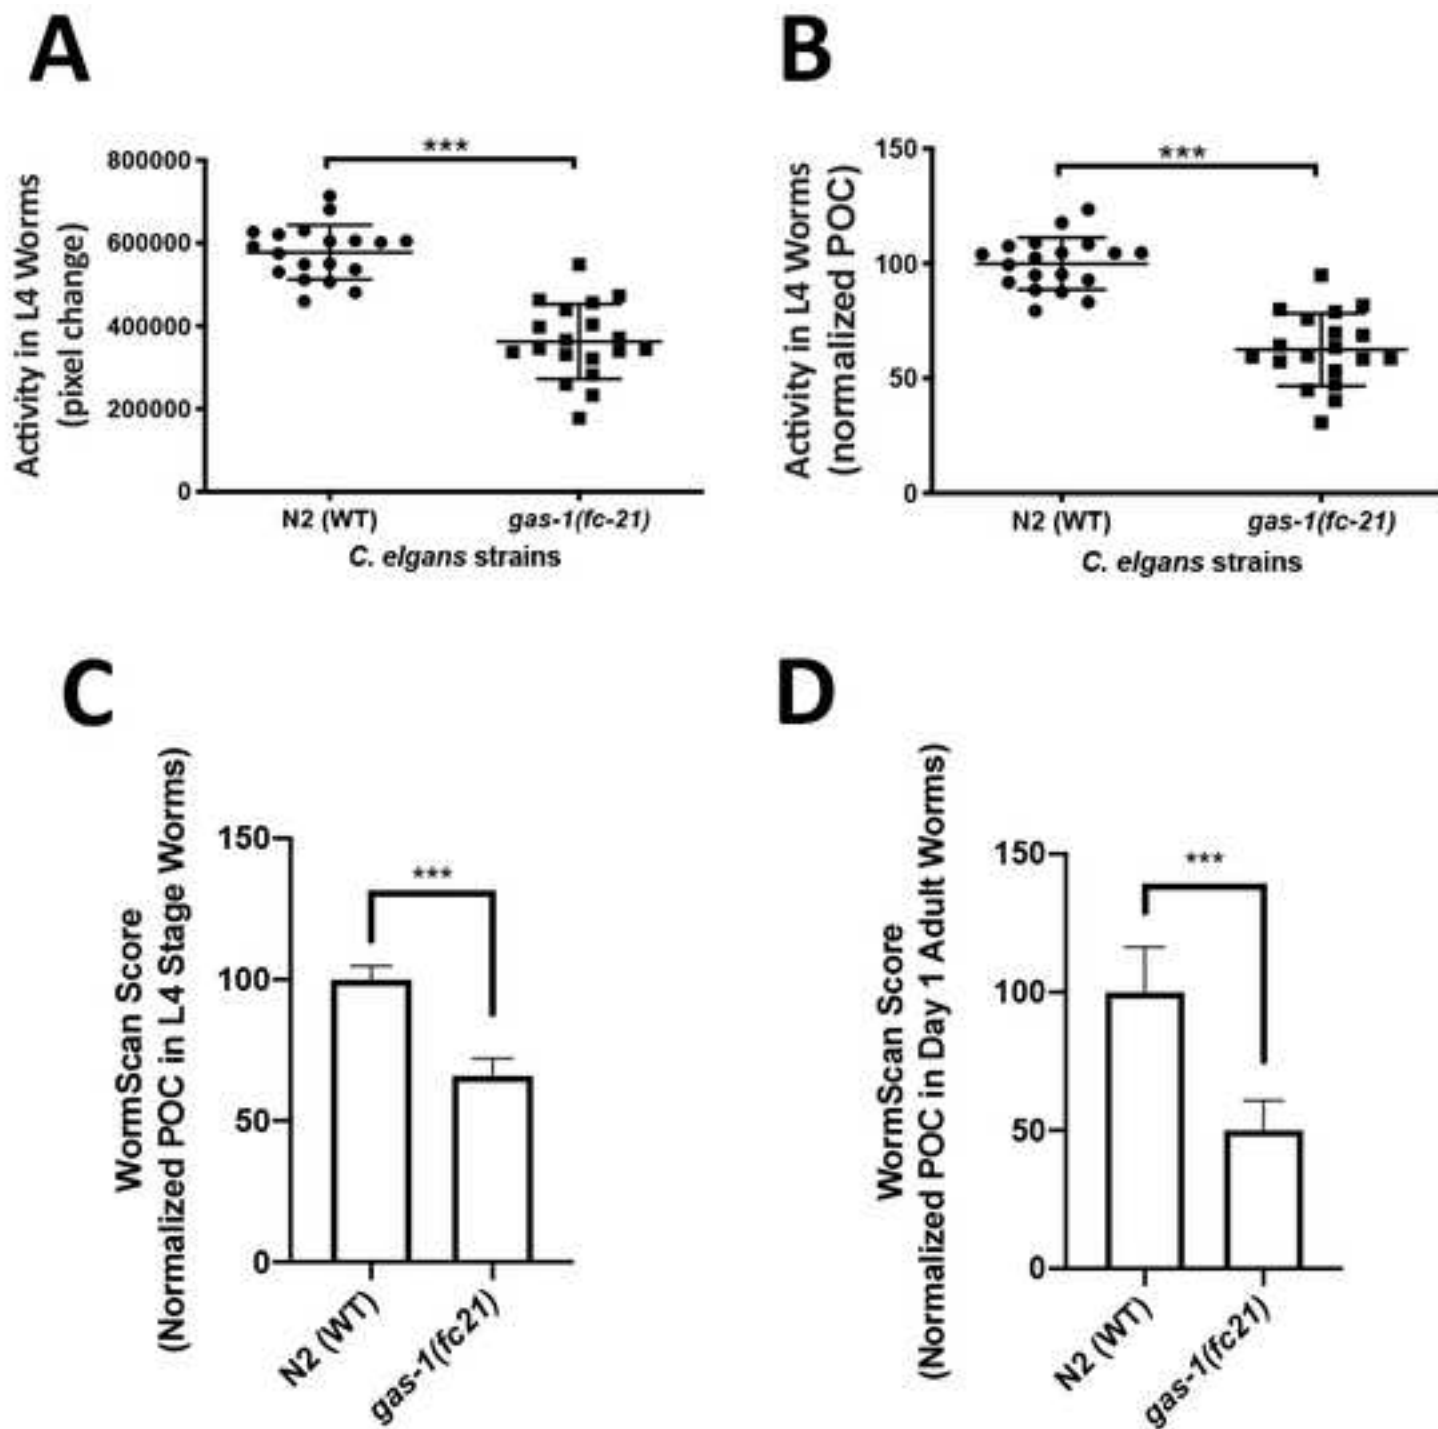 A
Activity in L4 Worms
(pixel change)
800000
600000
400000
200000
0
***
N2 (WT)
gas-1(fc-21)
C. elgans strains
B
Activity in L4 Worms
(normalized POC)
150
100
50
0
***
N2 (WT)
gas-1(fc-21)
C. elgans strains
C
WormScan Score
(Normalized POC in L4 Stage Worms)
150
100
50
0
***
N2 (WT)
gas-1(fc21)
D
WormScan Score
(Normalized POC in Day 1 Adult Worms)
150
100
50
0
***
N2 (WT)
gas-1(fc21)